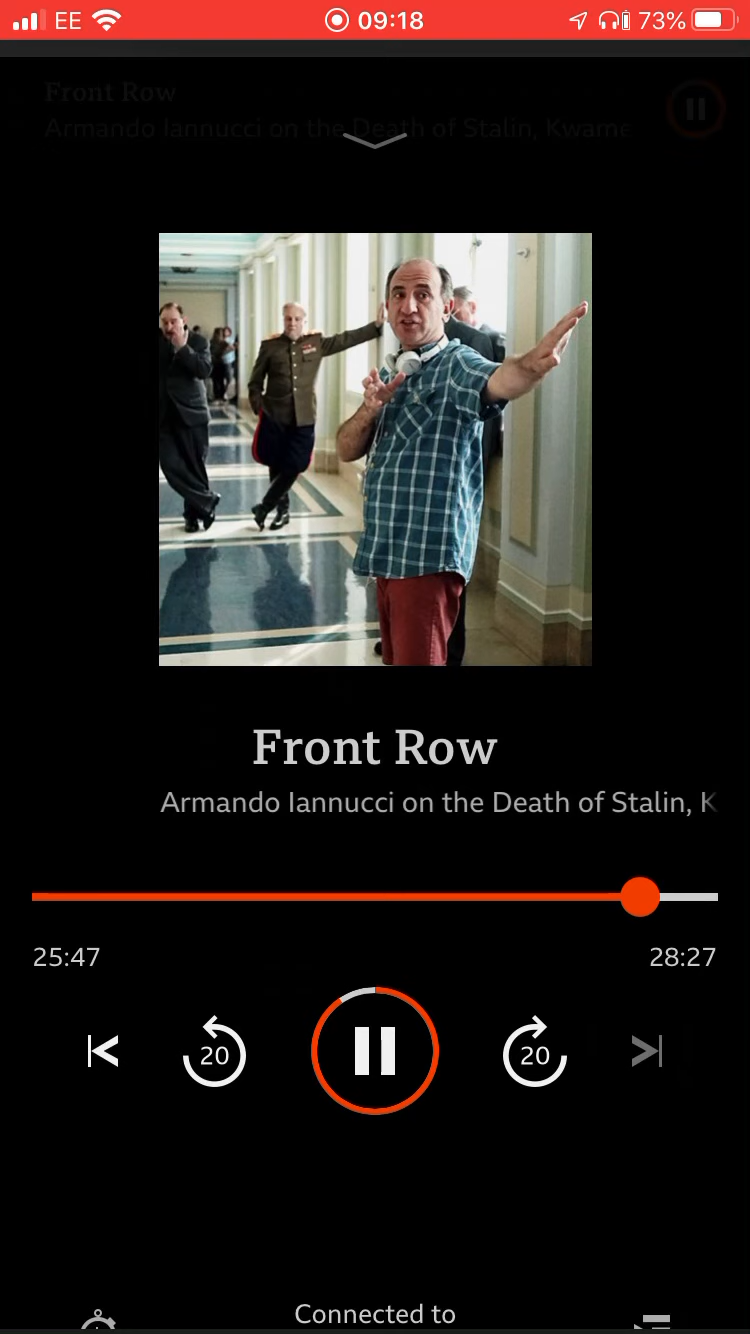 EE 09:18 73%
Front Row
Armando Iannucci on the Death of Stalin, Kwame
Front Row
Armando Iannucci on the Death of Stalin, K
25:47 28:27
20 20
Connected to